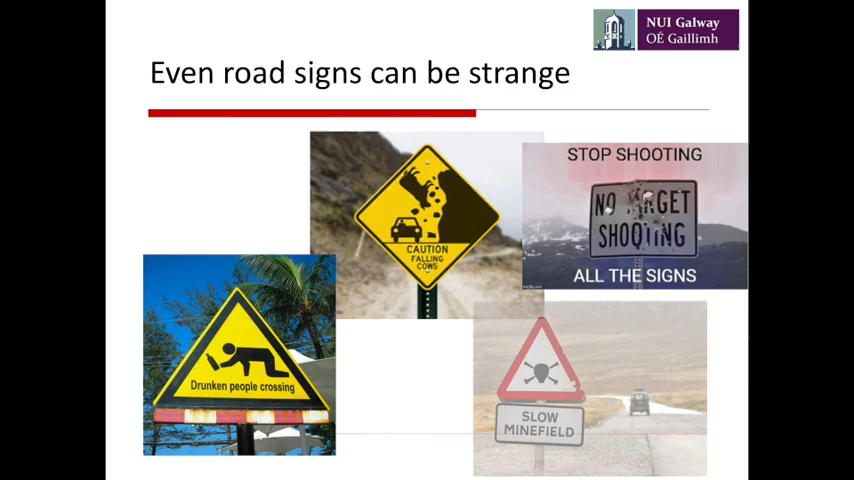 NUI Galway
OÉ Gaillimh
Even road signs can be strange
CAUTION
FALLING
COWS
STOP SHOOTING
NO TARGET
SHOOTING
ALL THE SIGNS
Drunken people crossing
SLOW
MINEFIELD